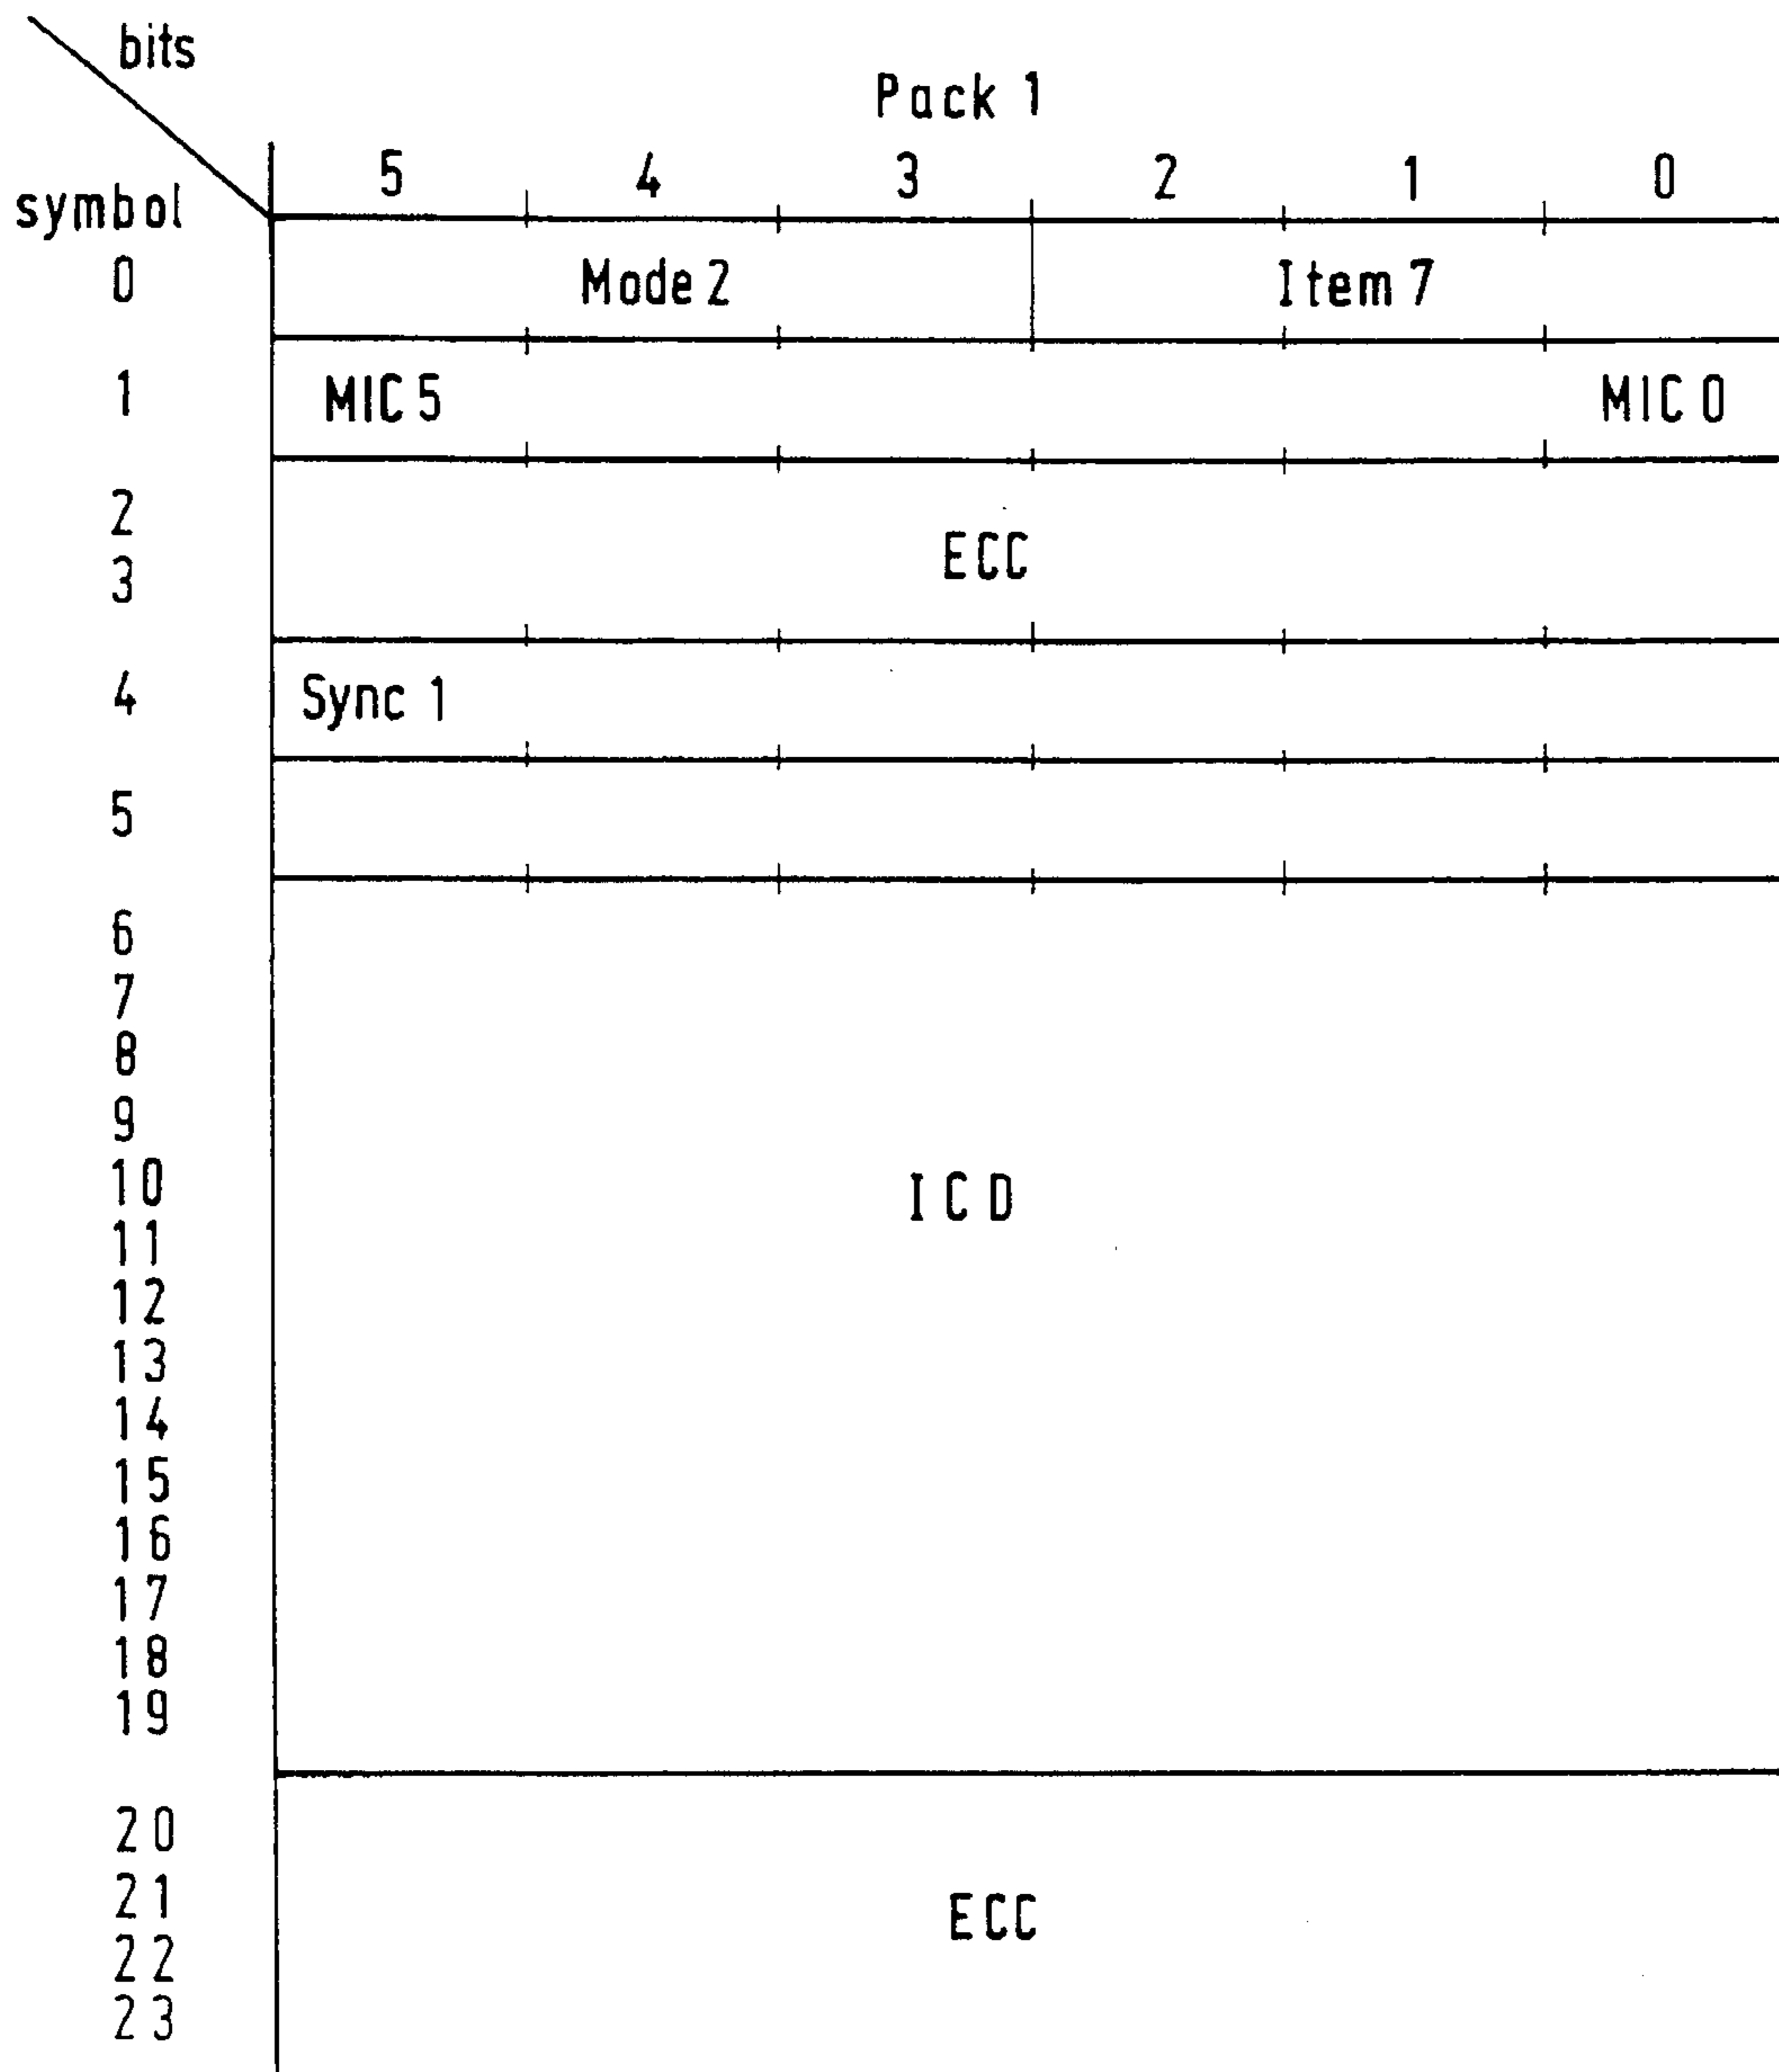 bits
Pack 1
symbol 5 4 3 2 1 0
0 Mode 2 Item 7
1 MIC 5 MIC 0
2
3 ECC
4 Sync 1
5
6
7
8
9
10 ICD
11
12
13
14
15
16
17
18
19
20
21 ECC
22
23